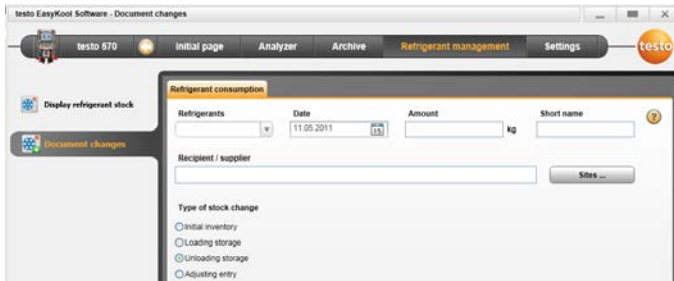 testo EasyKool Software - Document changes
testo 570 Initial page Analyzer Archive Refrigerant management Settings testo
Display refrigerant stock
Document changes
Refrigerant consumption
Refrigerants Date Amount Short name
11.05.2011 15 kg ?
Recipient / supplier
Sites ...
Type of stock change
Initial inventory
Loading storage
Unloading storage
Adjusting entry